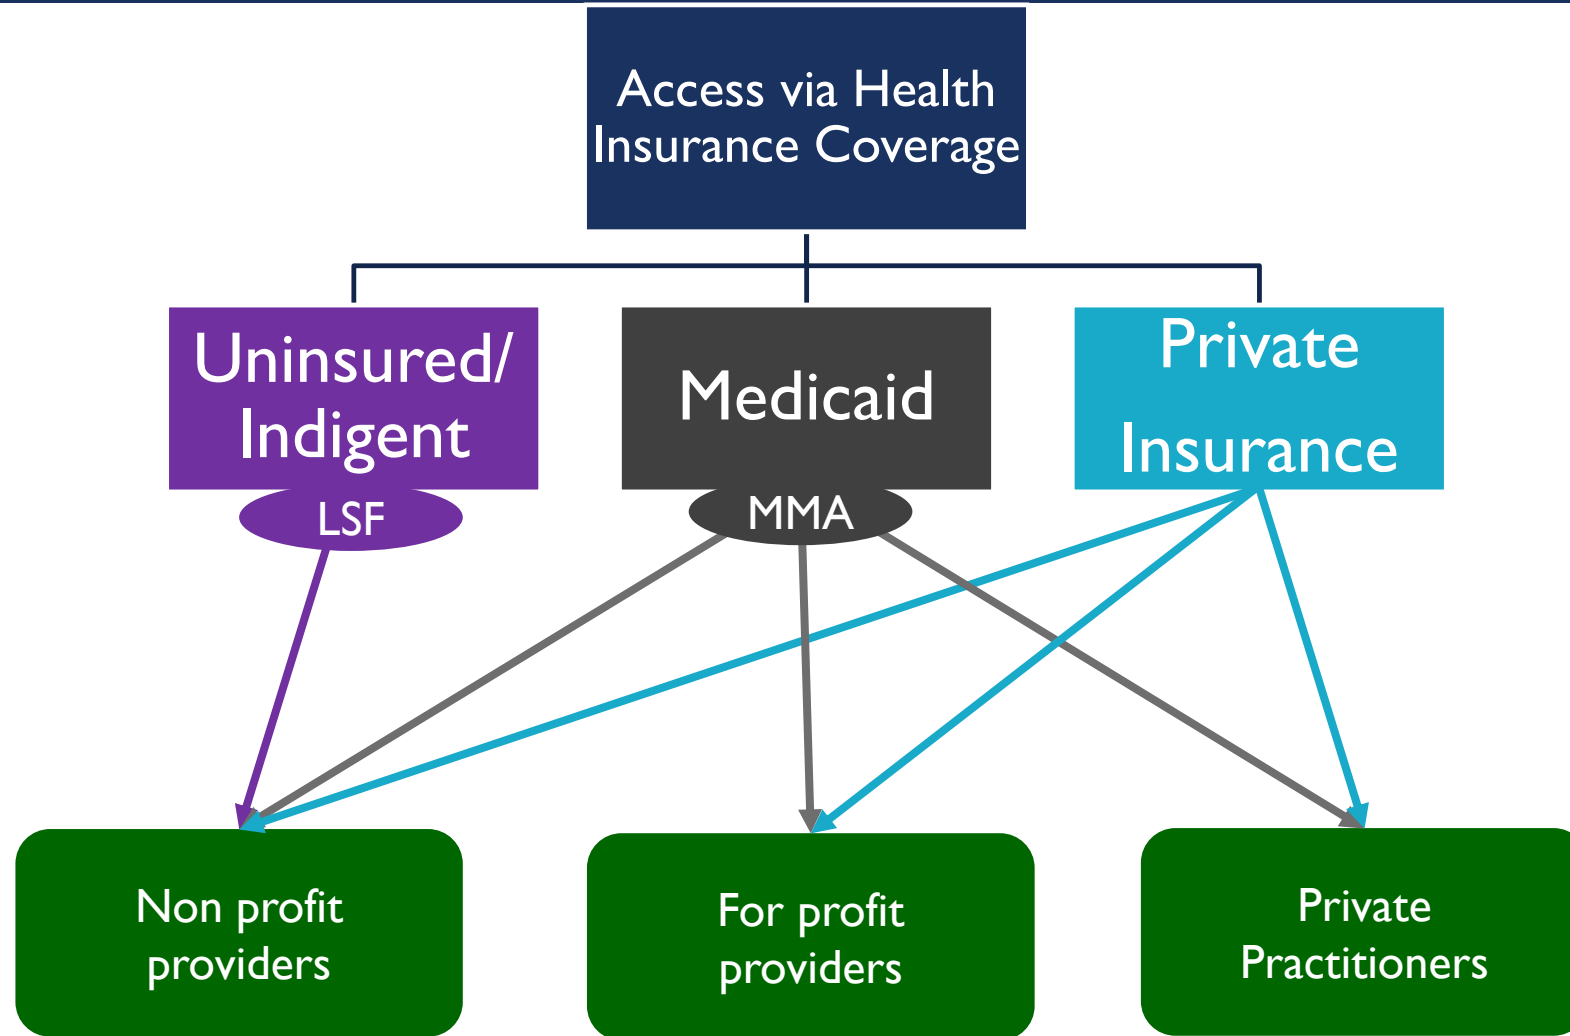 Access via Health
Insurance Coverage
Uninsured/
Indigent
Medicaid
Private
Insurance
LSF
MMA
Non profit
providers
For profit
providers
Private
Practitioners